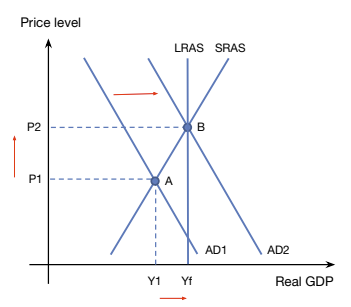 Price level
LRAS SRAS
P2
B
P1
A
AD1
AD2
Y1
Yf
Real GDP